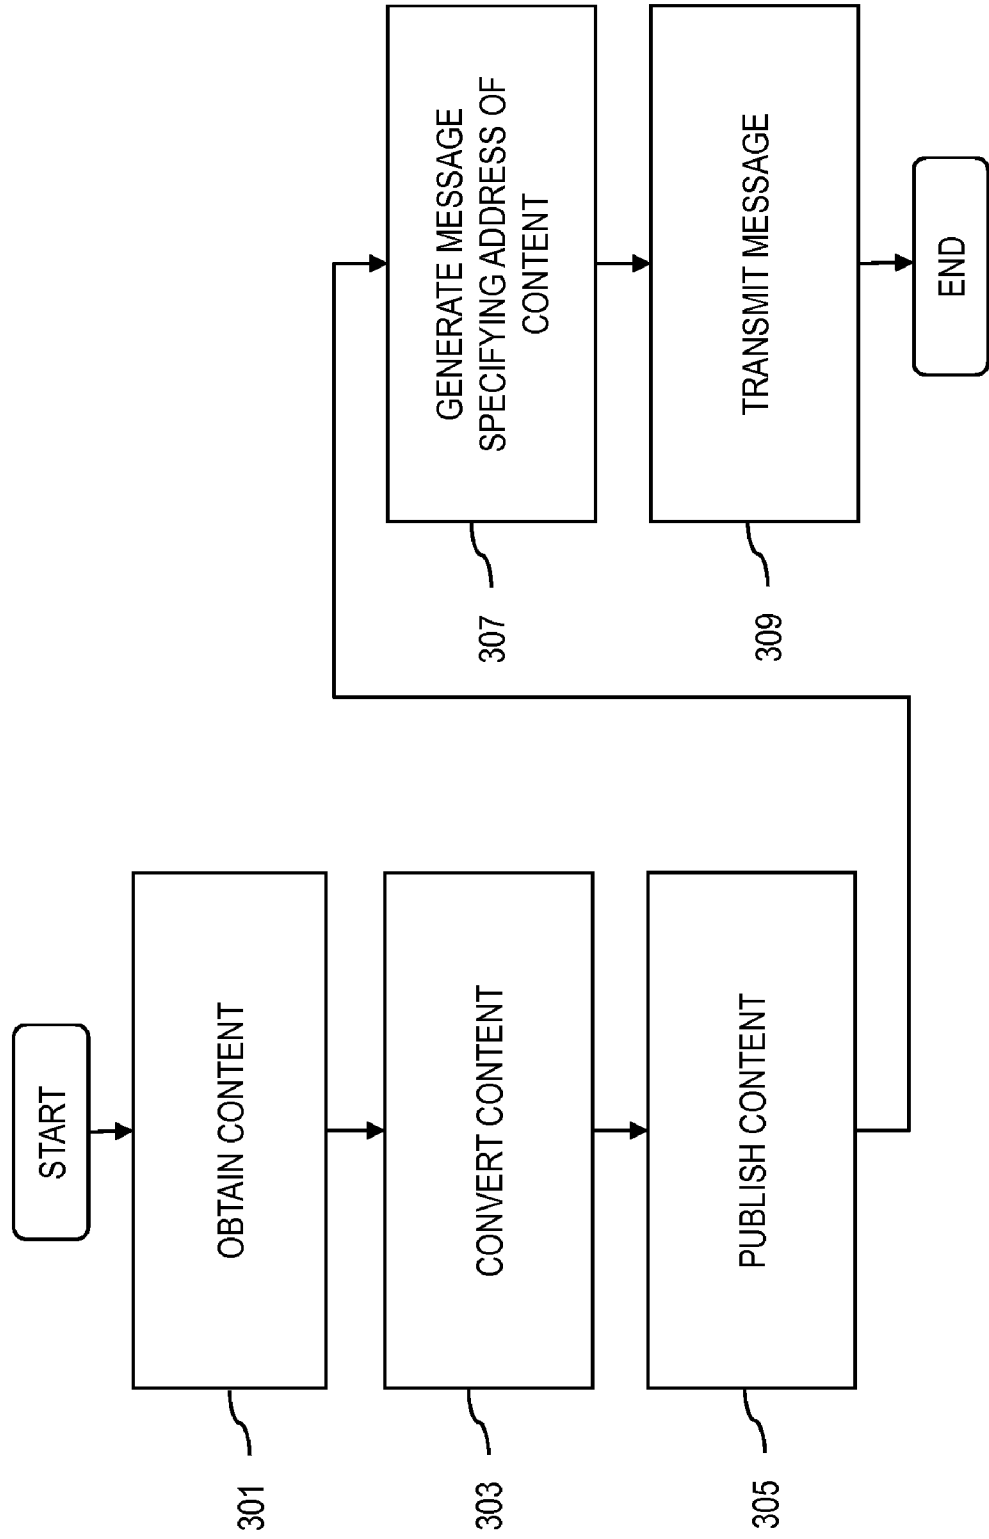 START
OBTAIN CONTENT
301
CONVERT CONTENT
303
PUBLISH CONTENT
305
GENERATE MESSAGE
SPECIFYING ADDRESS OF
CONTENT
307
TRANSMIT MESSAGE
309
END